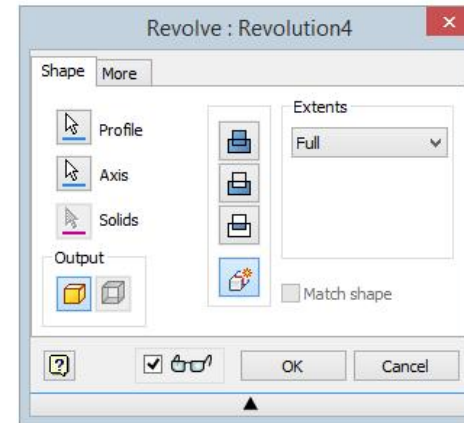 Revolve : Revolution4
Shape More
Profile
Axis
Solids
Output
Extents
Full
Match shape
OK Cancel